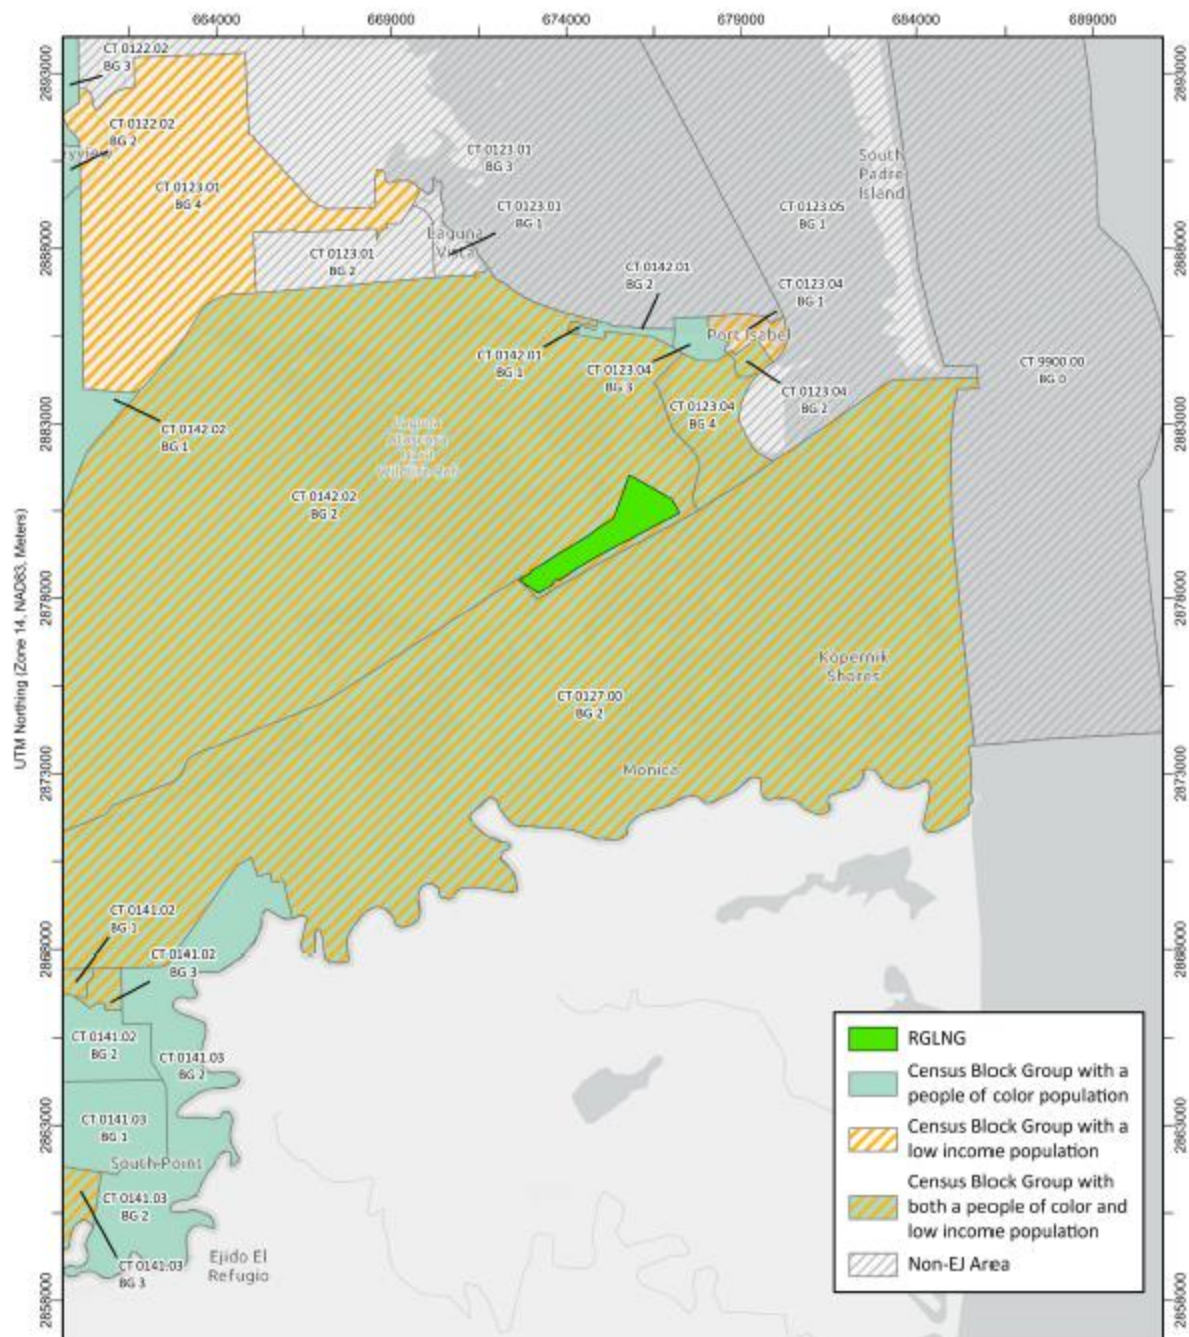 664000 669000 674000 679000 684000 689000
2893000
2888000
2883000
2878000
2873000
2868000
2863000
2858000
UTM Northing (Zone 14, NAD83, Meters)
2893000
2888000
2883000
2878000
2873000
2868000
2863000
2858000
CT 0122.02
BG 3
CT 0122.02
BG 2
CT 0123.01
BG 4
CT 0123.01
BG 3
South
Padre
Island
CT 0123.01
BG 1
CT 0123.05
BG 1
Laguna
Vista
CT 0123.01
BG 2
CT 0142.01
BG 2
CT 0123.04
BG 1
Port Isabel
CT 0142.01
BG 1
CT 0123.04
BG 3
CT 9900.00
BG 0
CT 0123.04
BG 2
CT 0123.04
BG 4
CT 0142.02
BG 1
Laguna
CT 0142.02
BG 2
Kopernik
Shores
CT 0127.00
BG 2
Monica
CT 0141.02
BG 1
CT 0141.02
BG 3
CT 0141.02
BG 2
CT 0141.03
BG 2
CT 0141.03
BG 1
South Point
CT 0141.03
BG 2
CT 0141.03
BG 3
Ejido El
Refugio
RGLNG
Census Block Group with a
people of color population
Census Block Group with a
low income population
Census Block Group with
both a people of color and
low income population
Non-EJ Area